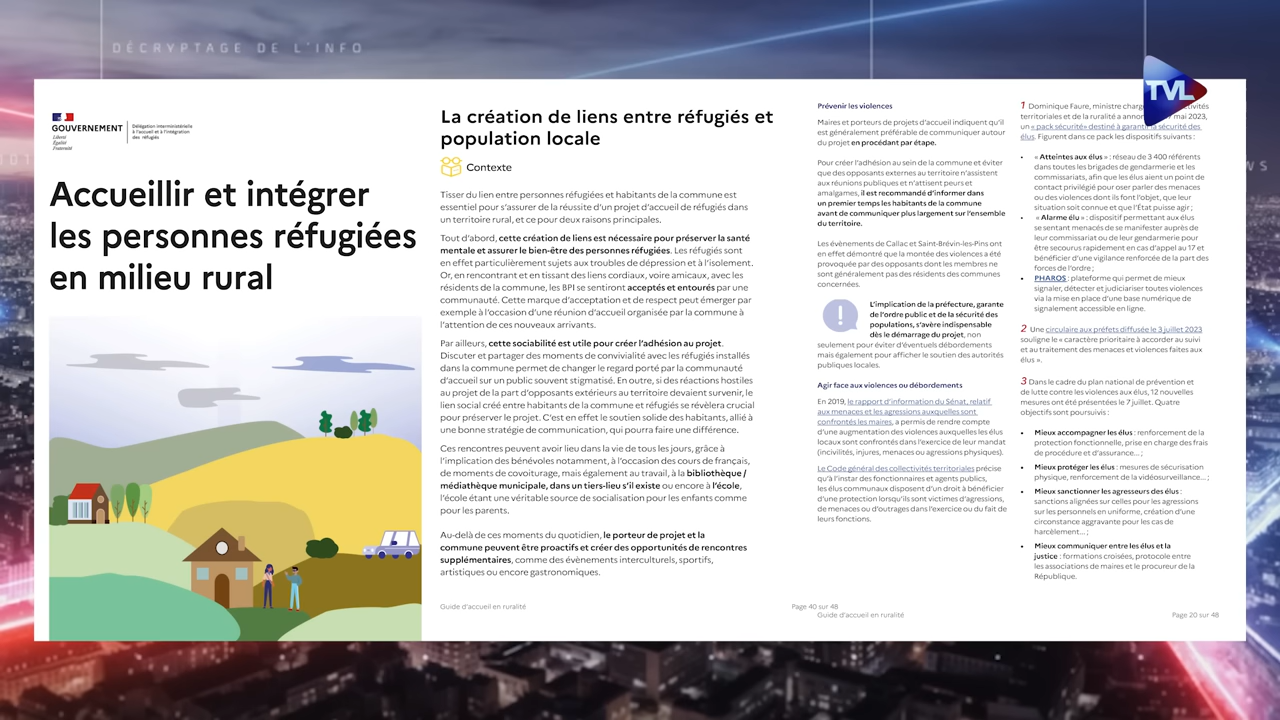 DÉCRYPTAGE DE L'INFO
TVL
GOUVERNEMENT
Liberté
Égalité
Fraternité
Délégation interministérielle
à l'accueil et à l'intégration
des réfugiés
Accueillir et intégrer
les personnes réfugiées
en milieu rural
La création de liens entre réfugiés et
population locale
Contexte
Tisser du lien entre personnes réfugiées et habitants de la commune est
essentiel pour s'assurer de la réussite d'un projet d'accueil de réfugiés dans
un territoire rural, et ce pour deux raisons principales.
Tout d'abord, cette création de liens est nécessaire pour préserver la santé
mentale et assurer le bien-être des personnes réfugiées. Les réfugiés sont
en effet particulièrement sujets aux troubles de dépression et à l'isolement.
Or, en rencontrant et en tissant des liens cordiaux, voire amicaux, avec les
résidents de la commune, les BPI se sentiront acceptés et entourés par une
communauté. Cette marque d'acceptation et de respect peut émerger par
exemple à l'occasion d'une réunion d'accueil organisée par la commune à
l'attention de ces nouveaux arrivants.
Par ailleurs, cette sociabilité est utile pour créer l'adhésion au projet.
Discuter et partager des moments de convivialité avec les réfugiés installés
dans la commune permet de changer le regard porté par la communauté
d'accueil sur un public souvent stigmatisé. En outre, si des réactions hostiles
au projet de la part d'opposants extérieurs au territoire devaient survenir, le
lien social créé entre habitants de la commune et réfugié se révèlera crucial
pour préserver le projet. C'est en effet le soutien solide des habitants, allié à
une bonne stratégie de communication, qui pourra faire une différence.
Ces rencontres peuvent avoir lieu dans la vie de tous les jours, grâce à
l'implication des bénévoles notamment, à l'occasion des cours de français,
de moments de covoiturage, mais également au travail, à la bibliothèque /
médiathèque municipale, dans un tiers-lieu s'il existe ou encore à l'école,
l'école étant une véritable source de socialisation pour les enfants comme
pour les parents.
Au-delà de ces moments du quotidien, le porteur de projet et la
commune peuvent être proactifs et créer des opportunités de rencontres
supplémentaires, comme des évènements interculturels, sportifs,
artistiques ou encore gastronomiques.
Guide d'accueil en ruralité
Page 40 sur 48
Prévenir les violences
Maires et porteurs de projets d'accueil indiquent qu'il
est généralement préférable de communiquer autour
du projet en procédant par étape.
Pour créer l'adhésion au sein de la commune et éviter
que des opposants externes au territoire n'assistent
aux réunions publiques et n'attisent peurs et
amalgames, il est recommandé d'informer dans
un premier temps les habitants de la commune
avant de communiquer plus largement sur l'ensemble
du territoire.
Les évènements de Callac et Saint-Brévin-les-Pins ont
en effet démontré que la montée des violences a été
provoquée par des opposants dont les membres ne
sont généralement pas des résidents des communes
concernées.
L'implication de la préfecture, garante
de l'ordre public et de la sécurité des
populations, s'avère indispensable
dès le démarrage du projet, non
seulement pour éviter d'éventuels débordements
mais également pour afficher le soutien des autorités
publiques locales.
Agir face aux violences ou débordements
En 2019, le rapport d'information du Sénat, relatif
aux menaces et les agressions auxquelles sont
confrontés les maires, a permis de rendre compte
d'une augmentation des violences auxquelles les élus
locaux sont confrontés dans l'exercice de leur mandat
(incivilités, injures, menaces ou agressions physiques).
Le Code général des collectivités territoriales précise
qu'à l'instar des fonctionnaires et agents publics,
les élus communaux disposent d'un droit à bénéficier
d'une protection lorsqu'ils sont victimes d'agressions,
de menaces ou d'outrages dans l'exercice ou du fait de
leurs fonctions.
Guide d'accueil en ruralité
1 Dominique Faure, ministre
territoriales et de la ruralité a mai 2023,
un « pack sécurité» destiné à garantir la sécurité des
élus. Figurent dans ce pack les dispositifs suivants :
• « Atteintes aux élus » : réseau de 3 400 référents
dans toutes les brigades de gendarmerie et les
commissariats, afin que les élus aient un point de
contact privilégié pour oser parler des menaces
ou des violences dont ils font l'objet, que leur
situation soit connue et que l'État puisse agir ;
• « Alarme élu » : dispositif permettant aux élus
se sentant menacés de se manifester auprès de
leur commissariat ou de leur gendarmerie pour
être secourus rapidement en cas d'appel au 17 et
bénéficier d'une vigilance renforcée de la part des
forces de l'ordre ;
• PHAROS : plateforme qui permet de mieux
signaler, détecter et judiciariser toutes violences
via la mise en place d'une base numérique de
signalement accessible en ligne.
2 Une circulaire aux préfets diffusée le 3 juillet 2023
souligne le « caractère prioritaire à accorder au suivi
et au traitement des menaces et violences faites aux
élus ».
3 Dans le cadre du plan national de prévention et
de lutte contre les violences aux élus, 12 nouvelles
mesures ont été présentées le 7 juillet. Quatre
objectifs sont poursuivis :
• Mieux accompagner les élus : renforcement de la
protection fonctionnelle, prise en charge des frais
de procédure et d'assurance... ;
• Mieux protéger les élus : mesures de sécurisation
physique, renforcement de la vidéosurveillance... ;
• Mieux sanctionner les agresseurs des élus :
sanctions alignées sur celles pour les agressions
sur les personnels en uniforme, création d'une
circonstance aggravante pour les cas de
harcèlement... ;
• Mieux communiquer entre les élus et la
justice : formations croisées, protocole entre
les associations de maires et le procureur de la
République.
Page 20 sur 48